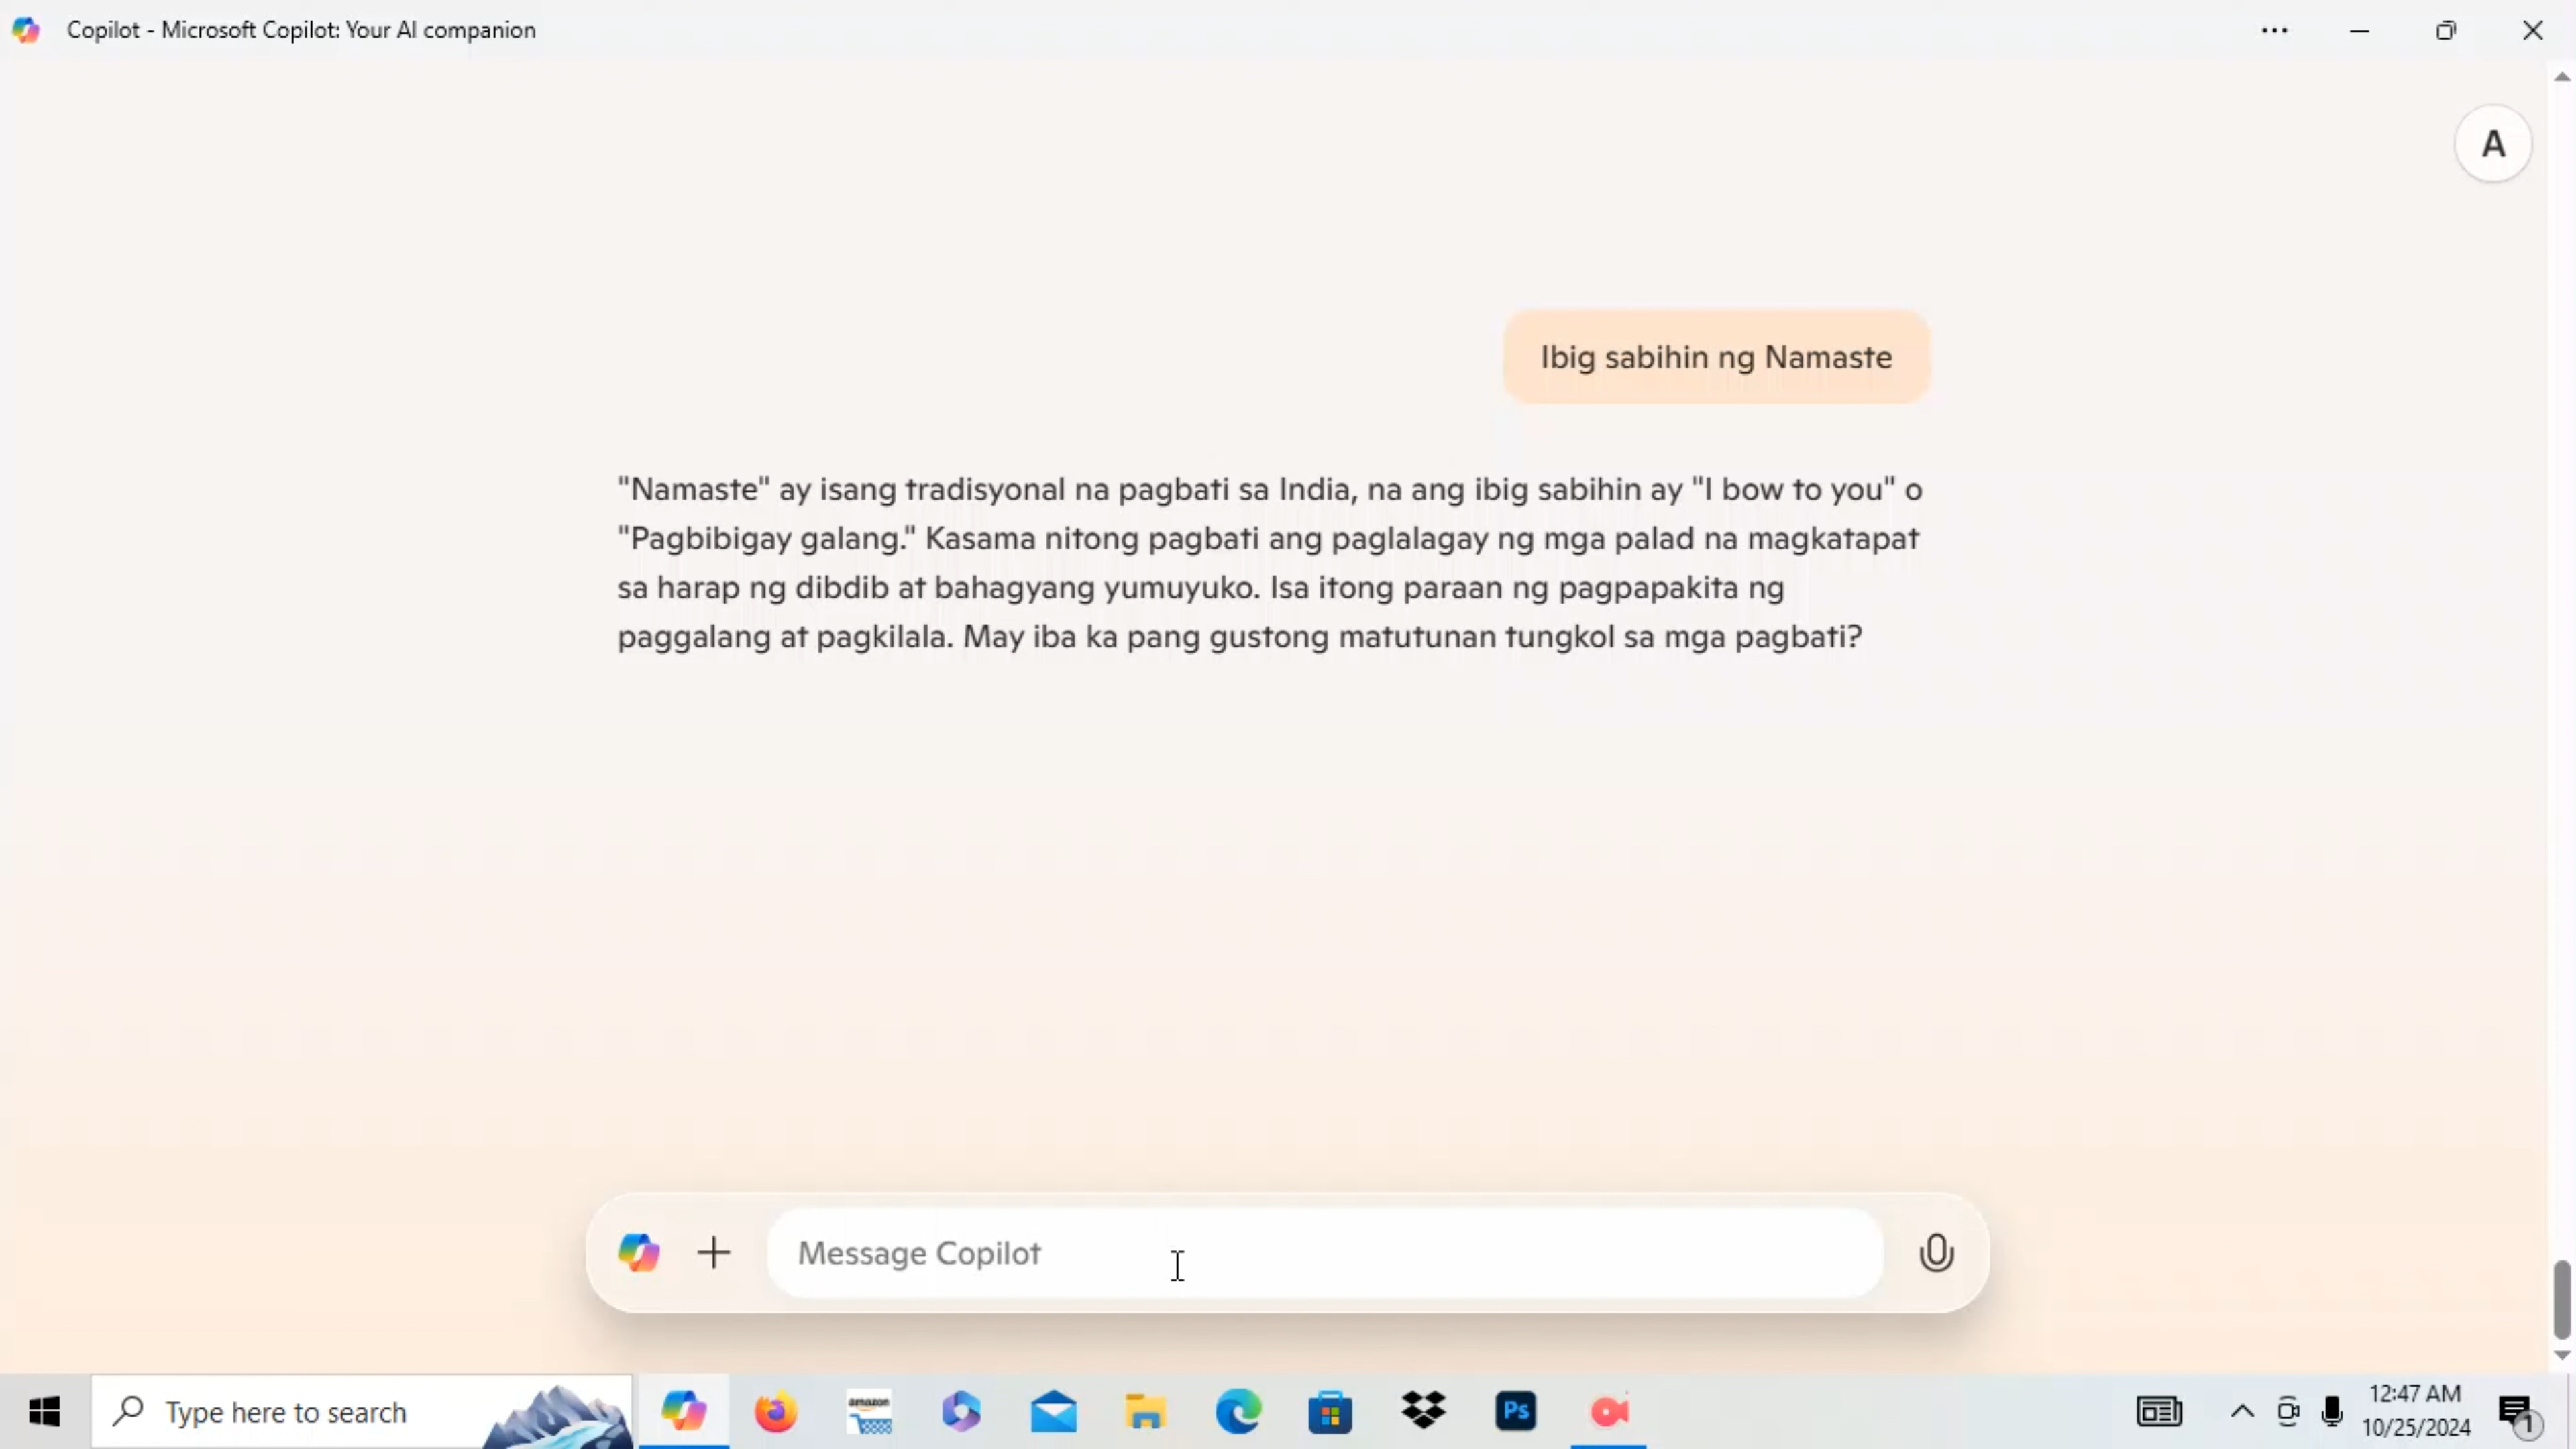 Copilot - Microsoft Copilot: Your AI companion
A
Ibig sabihin ng Namaste
"Namaste" ay isang tradisyonal na pagbati sa India, na ang ibig sabihin ay "I bow to you" o
"Pagbibigay galang." Kasama nitong pagbati ang paglalagay ng mga palad na magkatapat
sa harap ng dibdib at bahagyang yumuyuko. Isa itong paraan ng pagpapakita ng
paggalang at pagkilala. May iba ka pang gustong matutunan tungkol sa mga pagbati?
Message Copilot
Type here to search
amazon
Ps
12:47 AM
10/25/2024
1